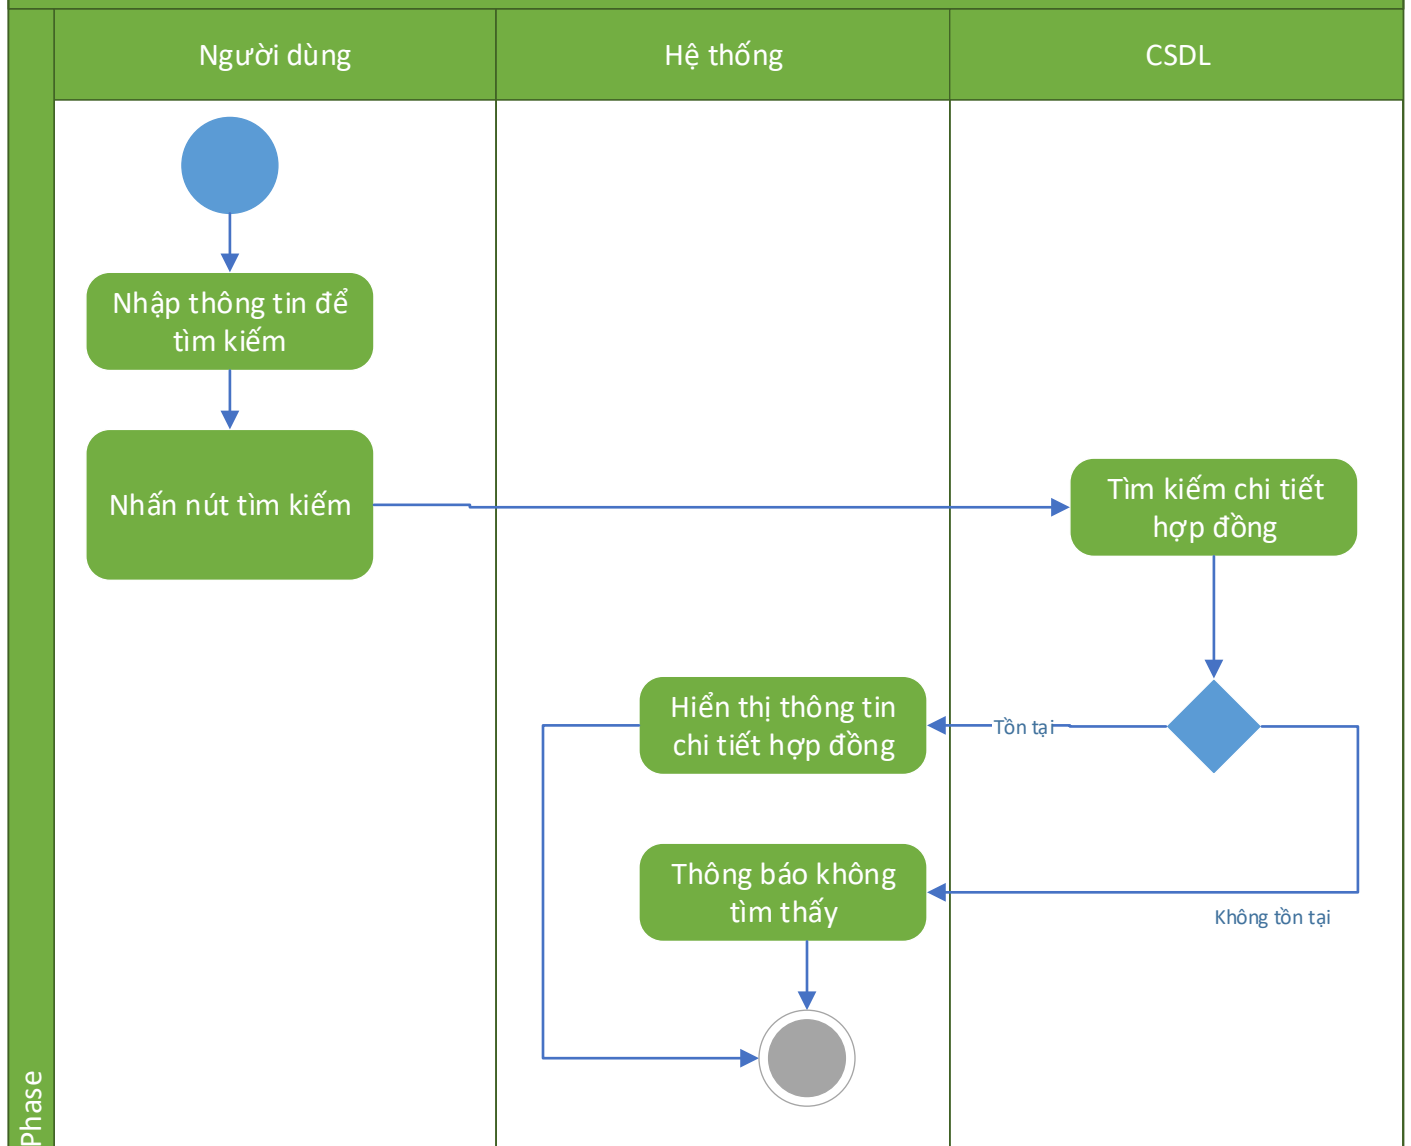 Người dùng
Hệ thống
CSDL
Nhập thông tin để
tìm kiếm
Nhấn nút tìm kiếm
Tìm kiếm chi tiết
hợp đồng
Hiển thị thông tin
chi tiết hợp đồng
Tồn tại
Thông báo không
tìm thấy
Không tồn tại
Phase